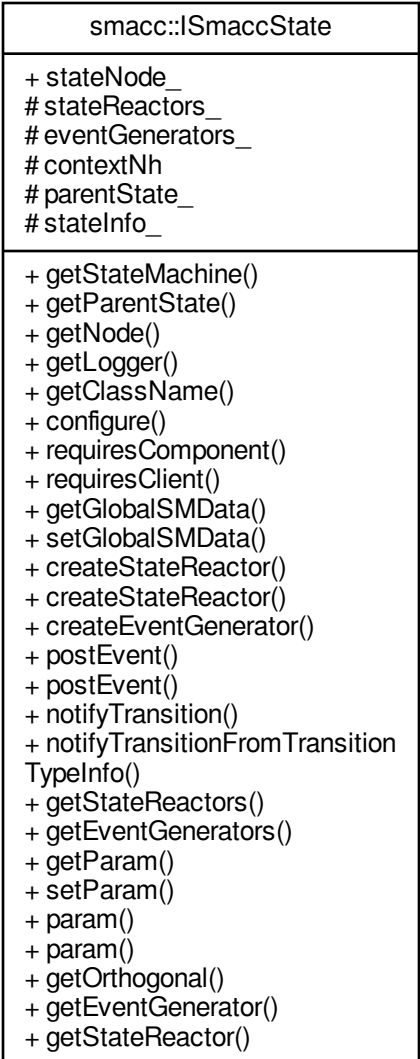 smacc::ISmaccState
+ stateNode_
# stateReactors_
# eventGenerators_
# contextNh
# parentState_
# stateInfo_
+ getStateMachine()
+ getParentState()
+ getNode()
+ getLogger()
+ getClassName()
+ configure()
+ requiresComponent()
+ requiresClient()
+ getGlobalSMData()
+ setGlobalSMData()
+ createStateReactor()
+ createStateReactor()
+ createEventGenerator()
+ postEvent()
+ postEvent()
+ notifyTransition()
+ notifyTransitionFromTransition
TypeInfo()
+ getStateReactors()
+ getEventGenerators()
+ getParam()
+ setParam()
+ param()
+ param()
+ getOrthogonal()
+ getEventGenerator()
+ getStateReactor()